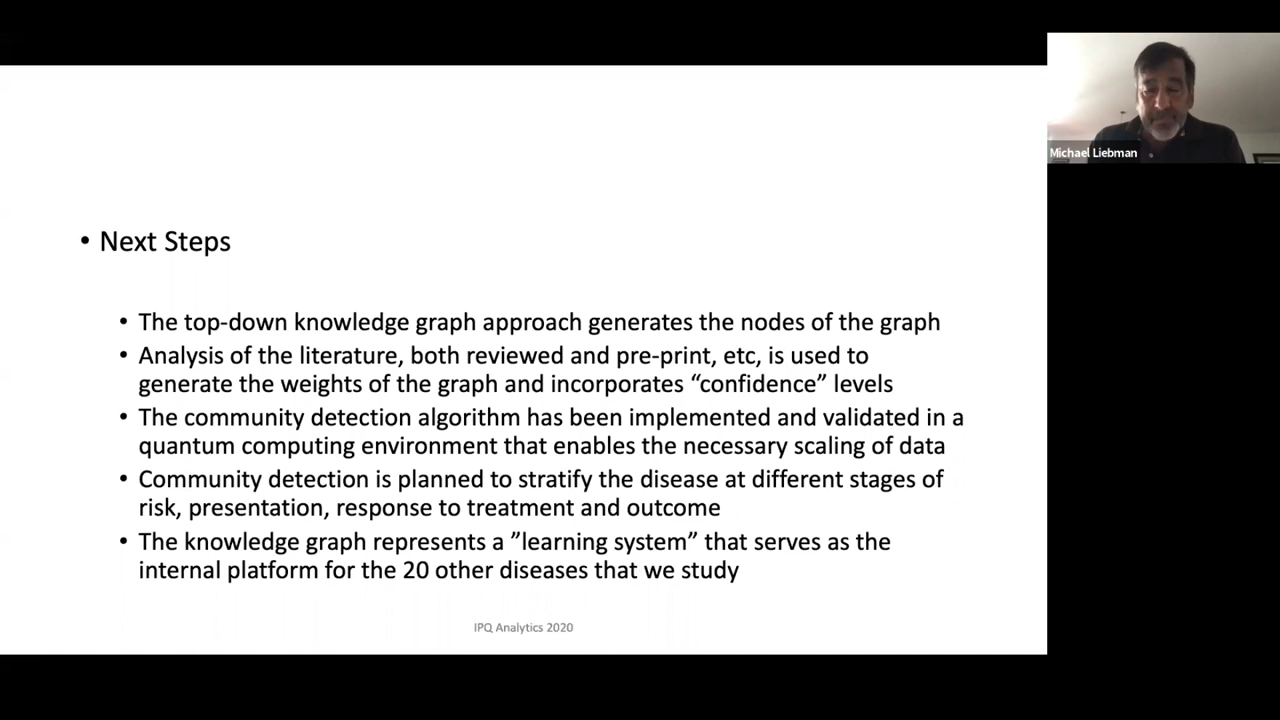 • Next Steps
• The top-down knowledge graph approach generates the nodes of the graph
• Analysis of the literature, both reviewed and pre-print, etc, is used to
generate the weights of the graph and incorporates “confidence” levels
• The community detection algorithm has been implemented and validated in a
quantum computing environment that enables the necessary scaling of data
• Community detection is planned to stratify the disease at different stages of
risk, presentation, response to treatment and outcome
• The knowledge graph represents a ”learning system” that serves as the
internal platform for the 20 other diseases that we study
IPQ Analytics 2020
Michael Liebman